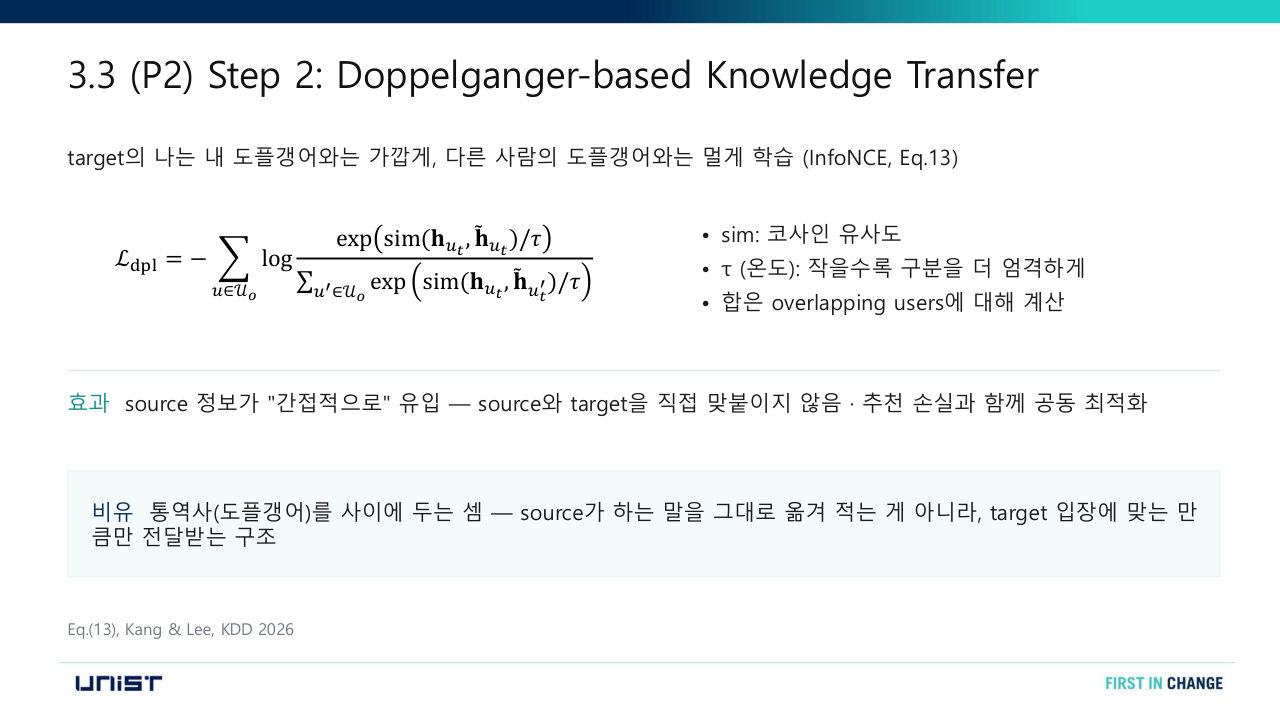 3.3 (P2) Step 2: Doppelganger-based Knowledge Transfer
target의 나는 내 도플갱어와는 가깝게, 다른 사람의 도플갱어와는 멀게 학습 (InfoNCE, Eq.13)
ℒ_dpl = − ∑_{u∈𝒰_o} log exp(sim(𝐡_{u_t}, 𝐡̃_{u_t})/τ) / ∑_{u′∈𝒰_o} exp(sim(𝐡_{u_t}, 𝐡̃_{u′_t})/τ)
• sim: 코사인 유사도
• τ (온도): 작을수록 구분을 더 엄격하게
• 합은 overlapping users에 대해 계산
효과 source 정보가 "간접적으로" 유입 — source와 target을 직접 맞붙이지 않음 · 추천 손실과 함께 공동 최적화
비유 통역사(도플갱어)를 사이에 두는 셈 — source가 하는 말을 그대로 옮겨 적는 게 아니라, target 입장에 맞는 만
큼만 전달받는 구조
Eq.(13), Kang & Lee, KDD 2026
UNIST
FIRST IN CHANGE